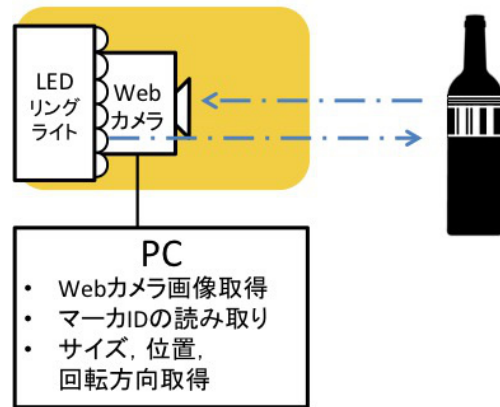 LED
リング
ライト
Web
カメラ
PC
• Webカメラ画像取得
• マーカIDの読み取り
• サイズ，位置，
回転方向取得